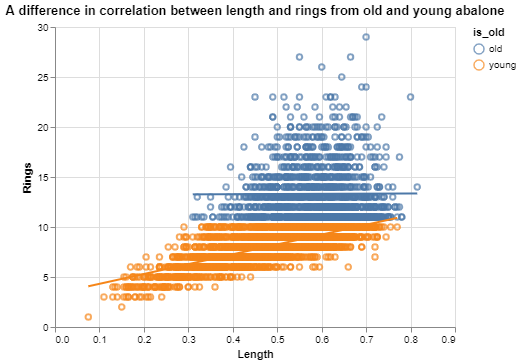 A difference in correlation between length and rings from old and young abalone
is_old
old
young
Rings
30
25
20
15
10
5
0
0.0 0.1 0.2 0.3 0.4 0.5 0.6 0.7 0.8 0.9
Length